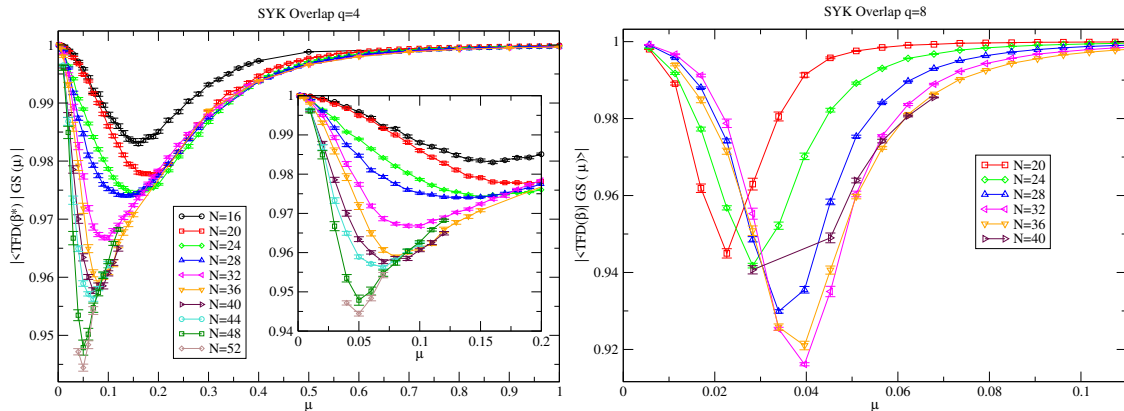 SYK Overlap q=4
|<TFD(β*) | GS (μ)>|
1
0.99
0.98
0.97
0.96
0.95
0 0.1 0.2 0.3 0.4 0.5 0.6 0.7 0.8 0.9 1
μ
N=16
N=20
N=24
N=28
N=32
N=36
N=40
N=44
N=48
N=52
1
0.99
0.98
0.97
0.96
0.95
0.94
0 0.05 0.1 0.15 0.2
μ
SYK Overlap q=8
|<TFD(β)| GS (μ)>|
1
0.98
0.96
0.94
0.92
0 0.02 0.04 0.06 0.08 0.1
μ
N=20
N=24
N=28
N=32
N=36
N=40